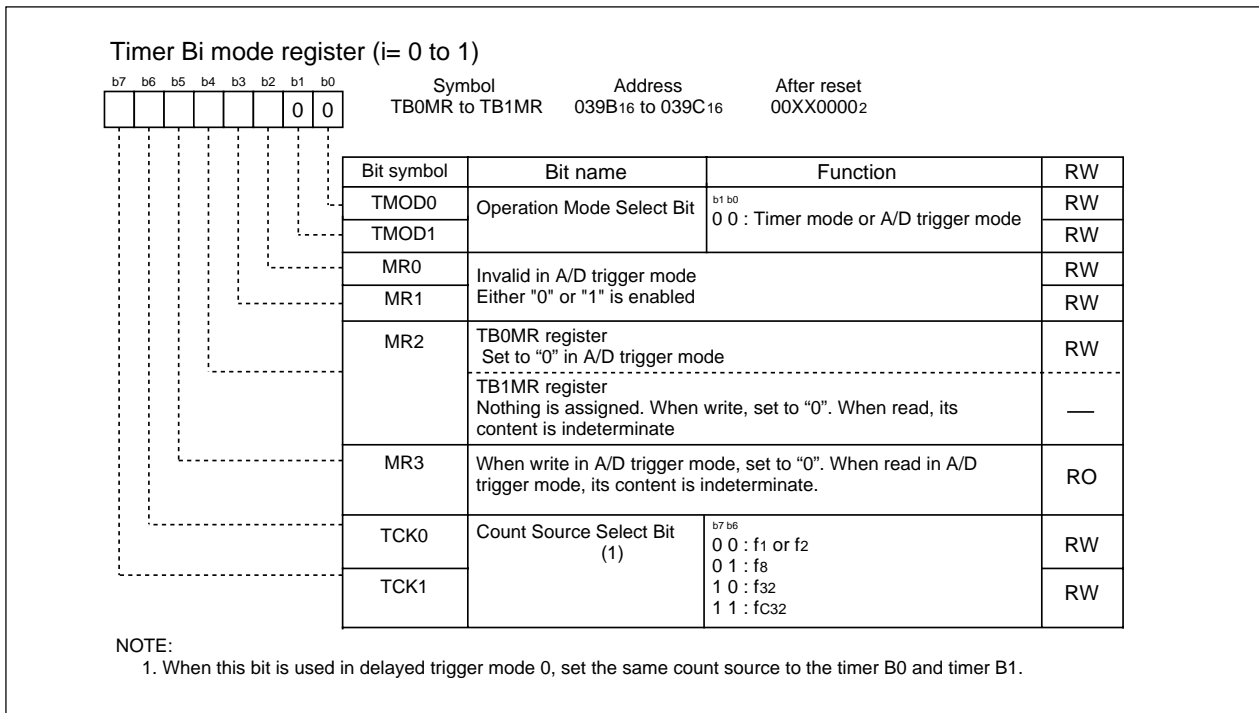 Timer Bi mode register (i= 0 to 1)
b7 b6 b5 b4 b3 b2 b1 b0
0 0
Symbol Address After reset
TB0MR to TB1MR 039B16 to 039C16 00XX00002
Bit symbol Bit name Function RW
TMOD0 Operation Mode Select Bit b1 b0 RW
0 0 : Timer mode or A/D trigger mode
TMOD1 RW
MR0 Invalid in A/D trigger mode RW
MR1 Either "0" or "1" is enabled RW
MR2 TB0MR register RW
Set to “0” in A/D trigger mode
TB1MR register
Nothing is assigned. When write, set to “0”. When read, its —
content is indeterminate
MR3 When write in A/D trigger mode, set to “0”. When read in A/D RO
trigger mode, its content is indeterminate.
TCK0 Count Source Select Bit b7 b6 RW
(1) 0 0 : f1 or f2
0 1 : f8
TCK1 1 0 : f32 RW
1 1 : fC32
NOTE:
1. When this bit is used in delayed trigger mode 0, set the same count source to the timer B0 and timer B1.